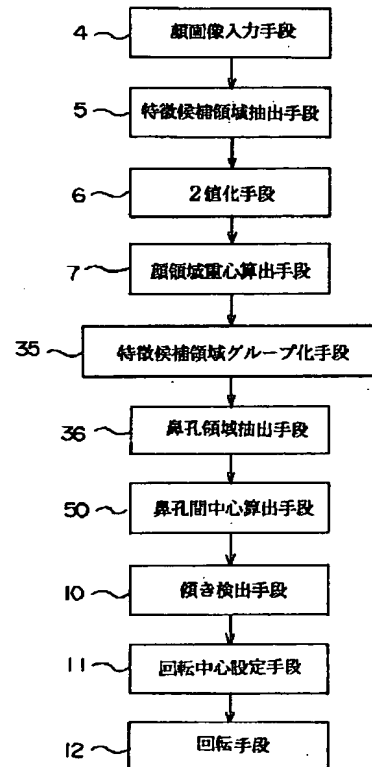 4 顔画像入力手段
5 特徴候補領域抽出手段
6 2値化手段
7 顔領域重心算出手段
35 特徴候補領域グループ化手段
36 鼻孔領域抽出手段
50 鼻孔間中心算出手段
10 傾き検出手段
11 回転中心設定手段
12 回転手段